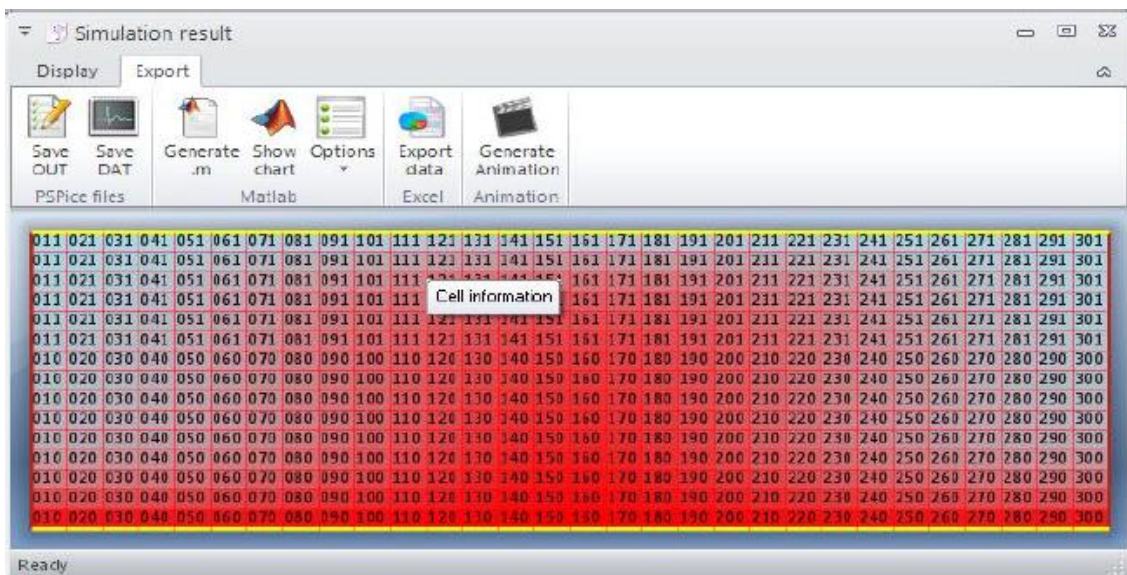 Simulation result
Display Export
Save OUT Save DAT Generate .m Show chart Options Export data Generate Animation
PSPice files Matlab Excel Animation
011 021 031 041 051 061 071 081 091 101 111 121 131 141 151 161 171 181 191 201 211 221 231 241 251 261 271 281 291 301
011 021 031 041 051 061 071 081 091 101 111 121 131 141 151 161 171 181 191 201 211 221 231 241 251 261 271 281 291 301
011 021 031 041 051 061 071 081 091 101 111 161 171 181 191 201 211 221 231 241 251 261 271 281 291 301
Cell information
011 021 031 041 051 061 071 081 091 101 111 161 171 181 191 201 211 221 231 241 251 261 271 281 291 301
011 021 031 041 051 061 071 081 091 101 111 121 131 141 151 161 171 181 191 201 211 221 231 241 251 261 271 281 291 301
011 021 031 041 051 061 071 081 091 101 111 121 131 141 151 161 171 181 191 201 211 221 231 241 251 261 271 281 291 301
010 020 030 040 050 060 070 080 090 100 110 120 130 140 150 160 170 180 190 200 210 220 230 240 250 260 270 280 290 300
010 020 030 040 050 060 070 080 090 100 110 120 130 140 150 160 170 180 190 200 210 220 230 240 250 260 270 280 290 300
010 020 030 040 050 060 070 080 090 100 110 120 130 140 150 160 170 180 190 200 210 220 230 240 250 260 270 280 290 300
010 020 030 040 050 060 070 080 090 100 110 120 130 140 150 160 170 180 190 200 210 220 230 240 250 260 270 280 290 300
010 020 030 040 050 060 070 080 090 100 110 120 130 140 150 160 170 180 190 200 210 220 230 240 250 260 270 280 290 300
010 020 030 040 050 060 070 080 090 100 110 120 130 140 150 160 170 180 190 200 210 220 230 240 250 260 270 280 290 300
010 020 030 040 050 060 070 080 090 100 110 120 130 140 150 160 170 180 190 200 210 220 230 240 250 260 270 280 290 300
010 020 030 040 050 060 070 080 090 100 110 120 130 140 150 160 170 180 190 200 210 220 230 240 250 260 270 280 290 300
010 020 030 040 050 060 070 080 090 100 110 120 130 140 150 160 170 180 190 200 210 220 230 240 250 260 270 280 290 300
Ready